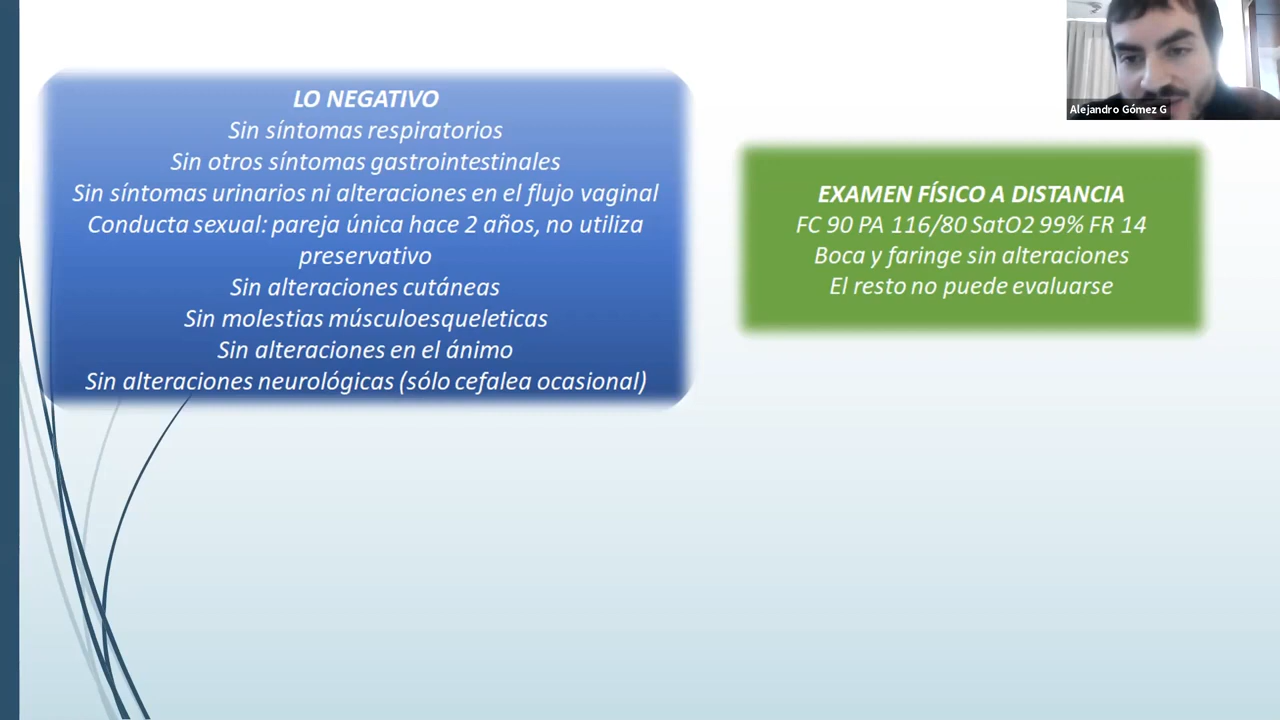 LO NEGATIVO
Sin síntomas respiratorios
Sin otros síntomas gastrointestinales
Sin síntomas urinarios ni alteraciones en el flujo vaginal
Conducta sexual: pareja única hace 2 años, no utiliza
preservativo
Sin alteraciones cutáneas
Sin molestias músculoesqueleticas
Sin alteraciones en el ánimo
Sin alteraciones neurológicas (sólo cefalea ocasional)
EXAMEN FÍSICO A DISTANCIA
FC 90 PA 116/80 SatO2 99% FR 14
Boca y faringe sin alteraciones
El resto no puede evaluarse
Alejandro Gómez G